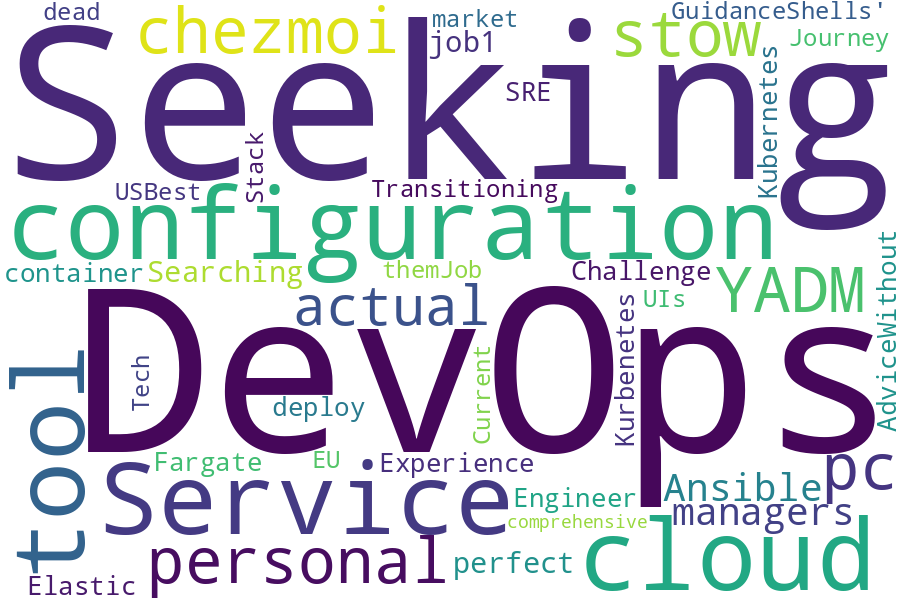 dead
chezmoi
market
job1
stow
GuidanceShells'
Journey
Seeking
SRE
Kubernetes
Stack
USBest
Transitioning
configuration
container
Searching
themJob
Challenge
YADM
UIs
AdviceWithout
actual
DevOps
tool
Tech
deploy
Current
Kurbenetes
Fargate
EU
Experience
pc
Service
Engineer
Ansible
managers
comprehensive
personal
perfect
cloud
Elastic